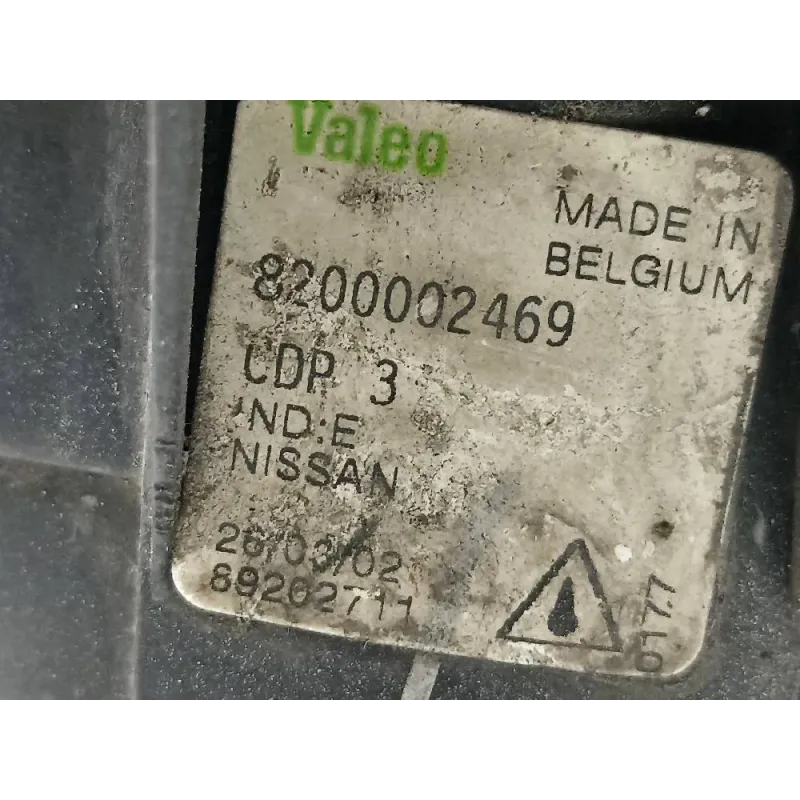 Valeo
MADE IN
BELGIUM
8200002469
CDP 3
IND:E
NISSAN
26/03/02
89202711